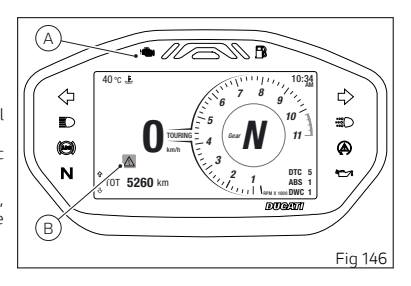 A
40 °C
10:34
AM
0
TOURING
km/h
Gear
N
1
2
3
4
5
6
7
8
9
10
11
RPM X 1000
ABS
N
TOT 5260 km
DTC 5
ABS 1
DWC 1
B
DUCATI
Fig 146